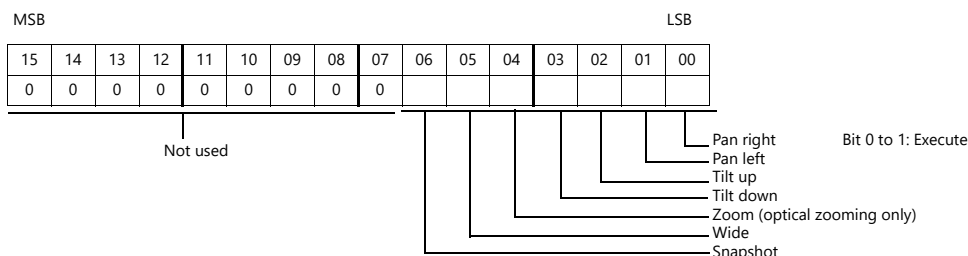 MSB LSB
15 14 13 12 11 10 09 08 07 06 05 04 03 02 01 00
0 0 0 0 0 0 0 0 0
Not used
Pan right Bit 0 to 1: Execute
Pan left
Tilt up
Tilt down
Zoom (optical zooming only)
Wide
Snapshot